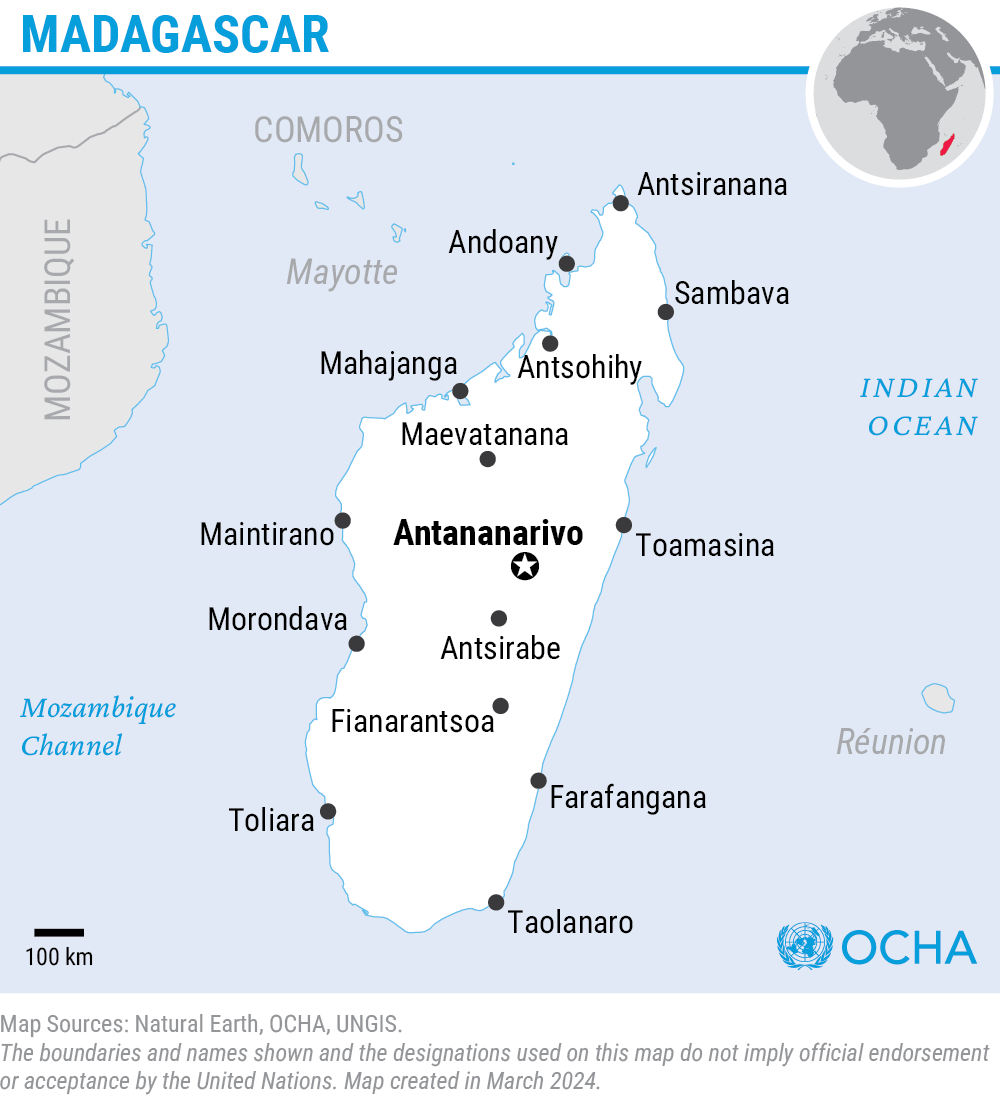 MADAGASCAR
COMOROS
Antsiranana
MOZAMBIQUE
Andoany
Mayotte
Sambava
Mahajanga
Antsohihy
INDIAN
OCEAN
Maevatanana
Maintirano
Antananarivo
Toamasina
Morondava
Antsirabe
Mozambique
Channel
Fianarantsoa
Réunion
Farafangana
Toliara
Taolanaro
100 km
OCHA
Map Sources: Natural Earth, OCHA, UNGIS.
The boundaries and names shown and the designations used on this map do not imply official endorsement
or acceptance by the United Nations. Map created in March 2024.